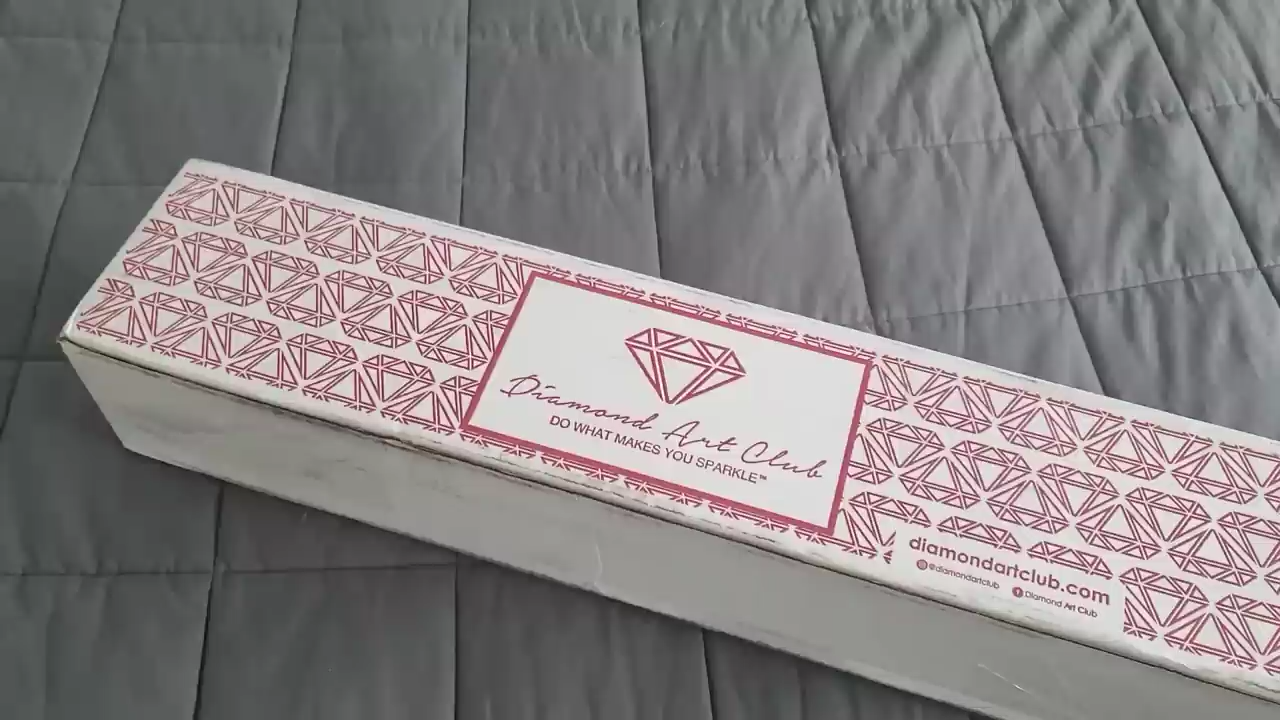 Diamond Art Club
DO WHAT MAKES YOU SPARKLE™
diamondartclub.com
@diamondartclub
Diamond Art Club